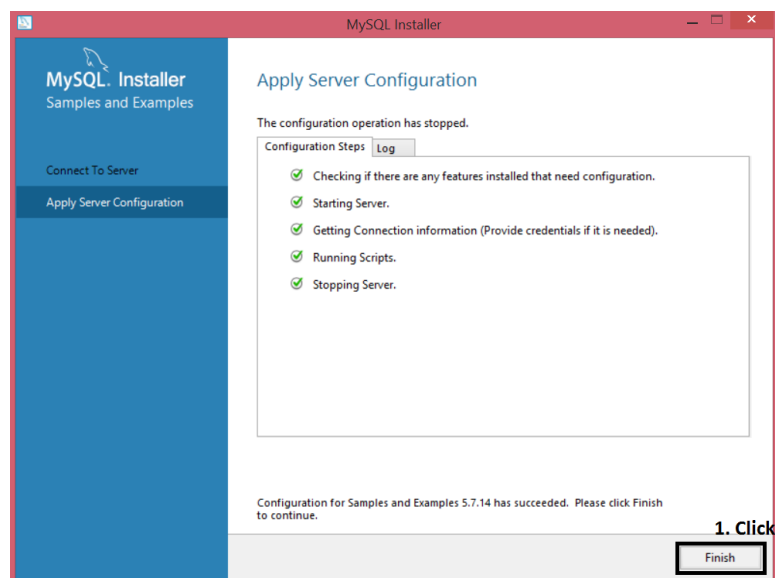 MySQL Installer
MySQL. Installer
Samples and Examples
Connect To Server
Apply Server Configuration
Apply Server Configuration
The configuration operation has stopped.
Configuration Steps
Log
Checking if there are any features installed that need configuration.
Starting Server.
Getting Connection information (Provide credentials if it is needed).
Running Scripts.
Stopping Server.
Configuration for Samples and Examples 5.7.14 has succeeded. Please click Finish
to continue.
1. Click
Finish